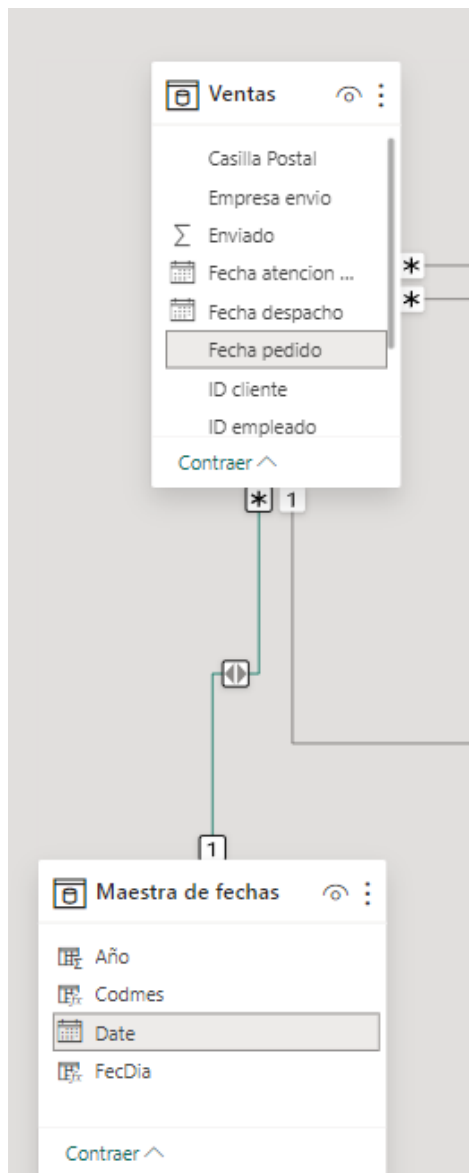 Ventas
Casilla Postal
Empresa envio
Enviado
Fecha atencion ...
Fecha despacho
Fecha pedido
ID cliente
ID empleado
Contraer
* 1
*
*
1
Maestra de fechas
Año
Codmes
Date
FecDia
Contraer